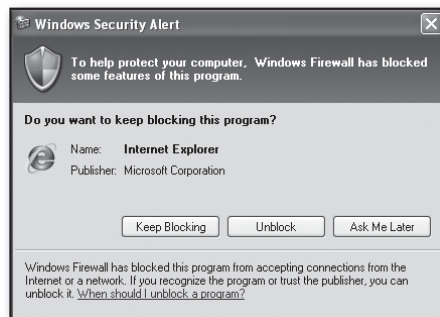 Windows Security Alert
To help protect your computer, Windows Firewall has blocked
some features of this program.
Do you want to keep blocking this program?
Name: Internet Explorer
Publisher: Microsoft Corporation
Keep Blocking Unblock Ask Me Later
Windows Firewall has blocked this program from accepting connections from the
Internet or a network. If you recognize the program or trust the publisher, you can
unblock it. When should I unblock a program?